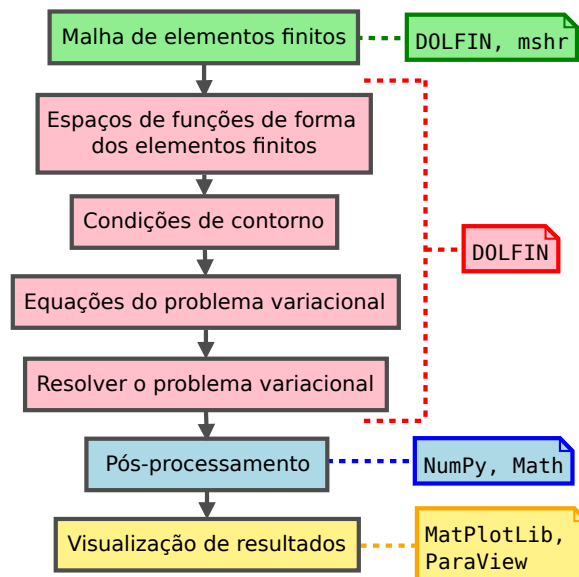 Malha de elementos finitos
DOLFIN, mshr
Espaços de funções de forma
dos elementos finitos
Condições de contorno
DOLFIN
Equações do problema variacional
Resolver o problema variacional
Pós-processamento
NumPy, Math
Visualização de resultados
MatPlotLib,
ParaView